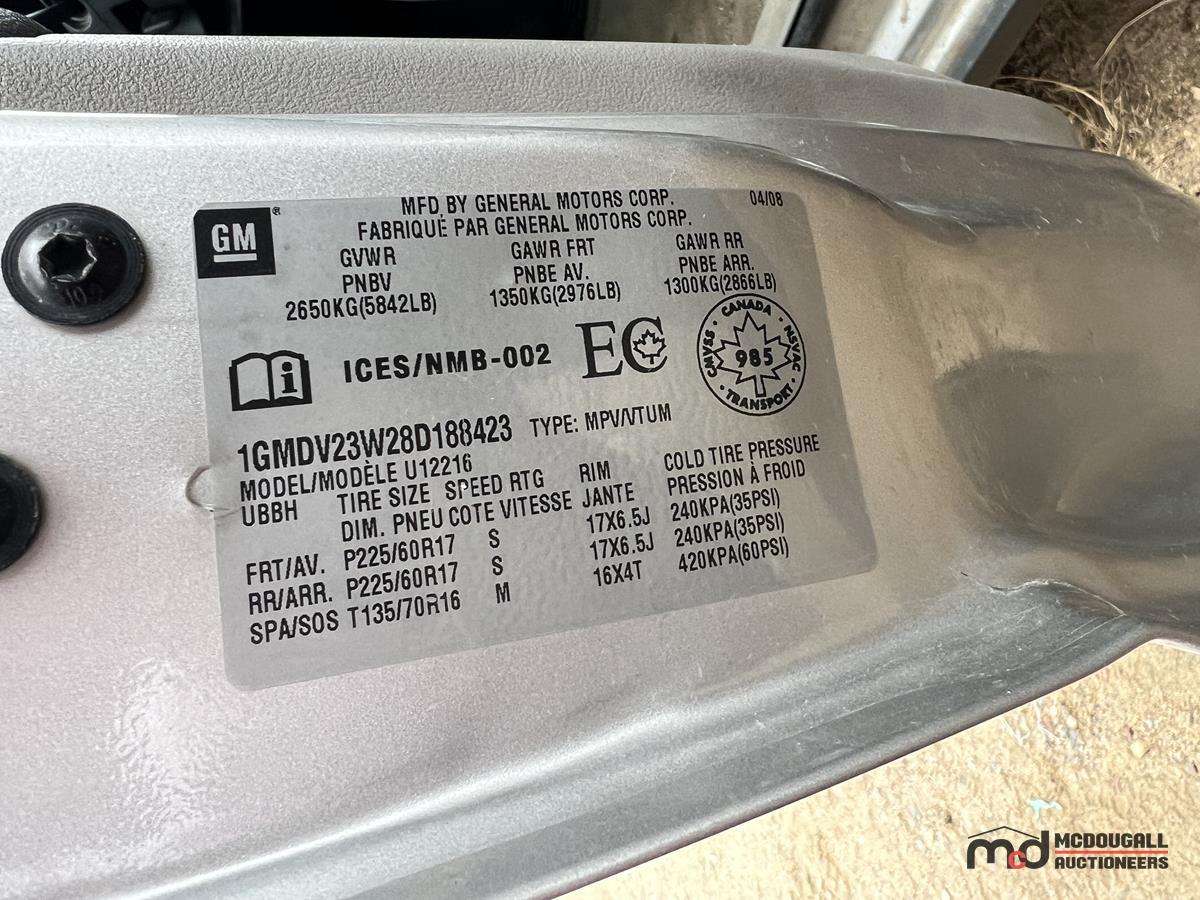 GM
MFD BY GENERAL MOTORS CORP. 04/08
FABRIQUÉ PAR GENERAL MOTORS CORP.
GVWR GAWR FRT GAWR RR
PNBV PNBE AV. PNBE ARR.
2650KG(5842LB) 1350KG(2976LB) 1300KG(2866LB)
i ICES/NMB-002 EC
CANADA
CMVSS 985 NSVAC
TRANSPORT
1GMDV23W28D188423 TYPE: MPV/VTUM
MODEL/MODÈLE U12216
UBBH TIRE SIZE SPEED RTG RIM COLD TIRE PRESSURE
DIM. PNEU COTE VITESSE JANTE PRESSION À FROID
FRT/AV. P225/60R17 S 17X6.5J 240KPA(35PSI)
RR/ARR. P225/60R17 S 17X6.5J 240KPA(35PSI)
SPA/SOS T135/70R16 M 16X4T 420KPA(60PSI)
mcd MCDOUGALL
AUCTIONEERS